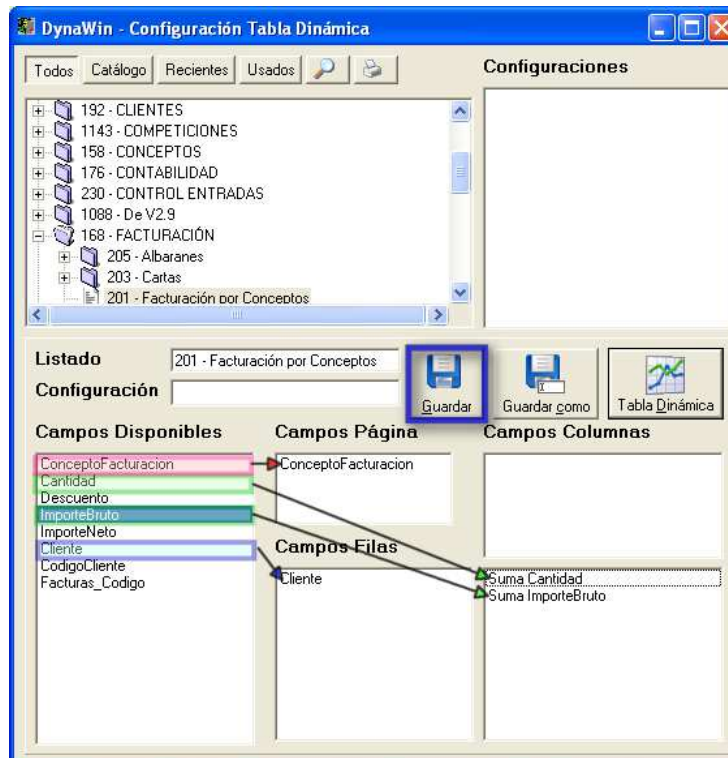 DynaWin - Configuración Tabla Dinámica
Todos Catálogo Recientes Usados
Configuraciones
192 - CLIENTES
1143 - COMPETICIONES
158 - CONCEPTOS
176 - CONTABILIDAD
230 - CONTROL ENTRADAS
1088 - De V2.9
168 - FACTURACIÓN
205 - Albaranes
203 - Cartas
201 - Facturación por Conceptos
Listado
201 - Facturación por Conceptos
Configuración
Guardar
Guardar como
Tabla Dinámica
Campos Disponibles
Campos Página
Campos Columnas
ConceptoFacturacion
Cantidad
Descuento
ImporteBruto
ImporteNeto
Cliente
CodigoCliente
Facturas_Codigo
ConceptoFacturacion
Campos Filas
Cliente
Suma Cantidad
Suma ImporteBruto